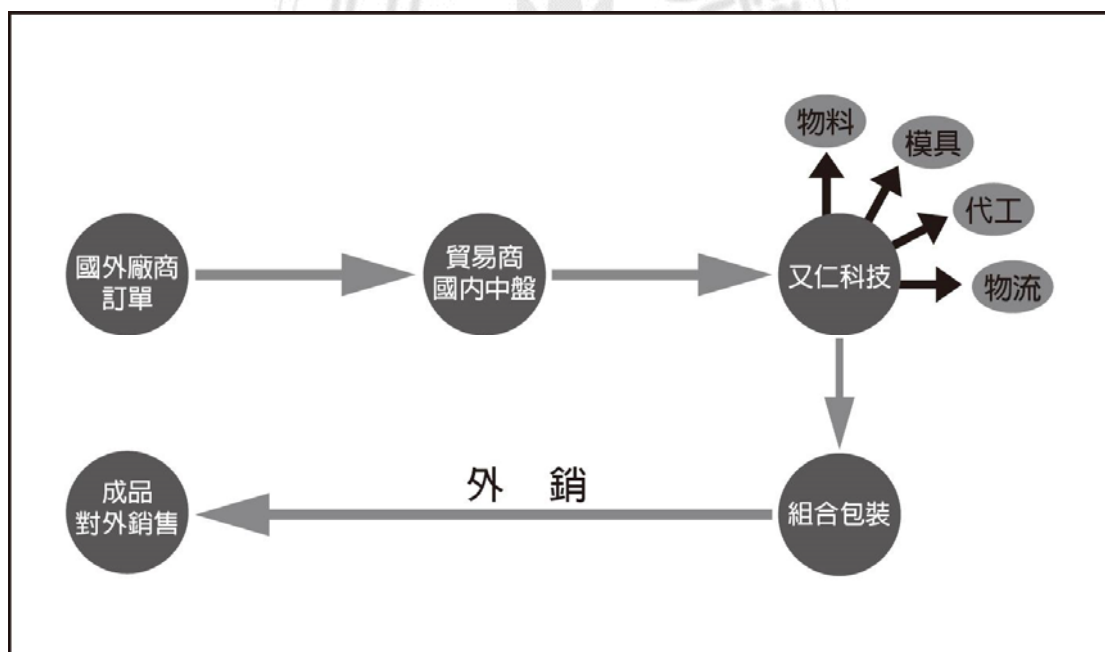 物料
模具
代工
物流
國外廠商
訂單
貿易商
國內中盤
又仁科技
外 銷
成品
對外銷售
組合包裝